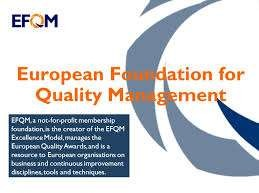 EFQM
European Foundation for
Quality Management
EFQM, a not-for-profit membership
foundation, is the creator of the EFQM
Excellence Model, manages the
European Quality Awards, and is a
resource to European organisations on
business and continuous improvement
disciplines, tools and techniques.